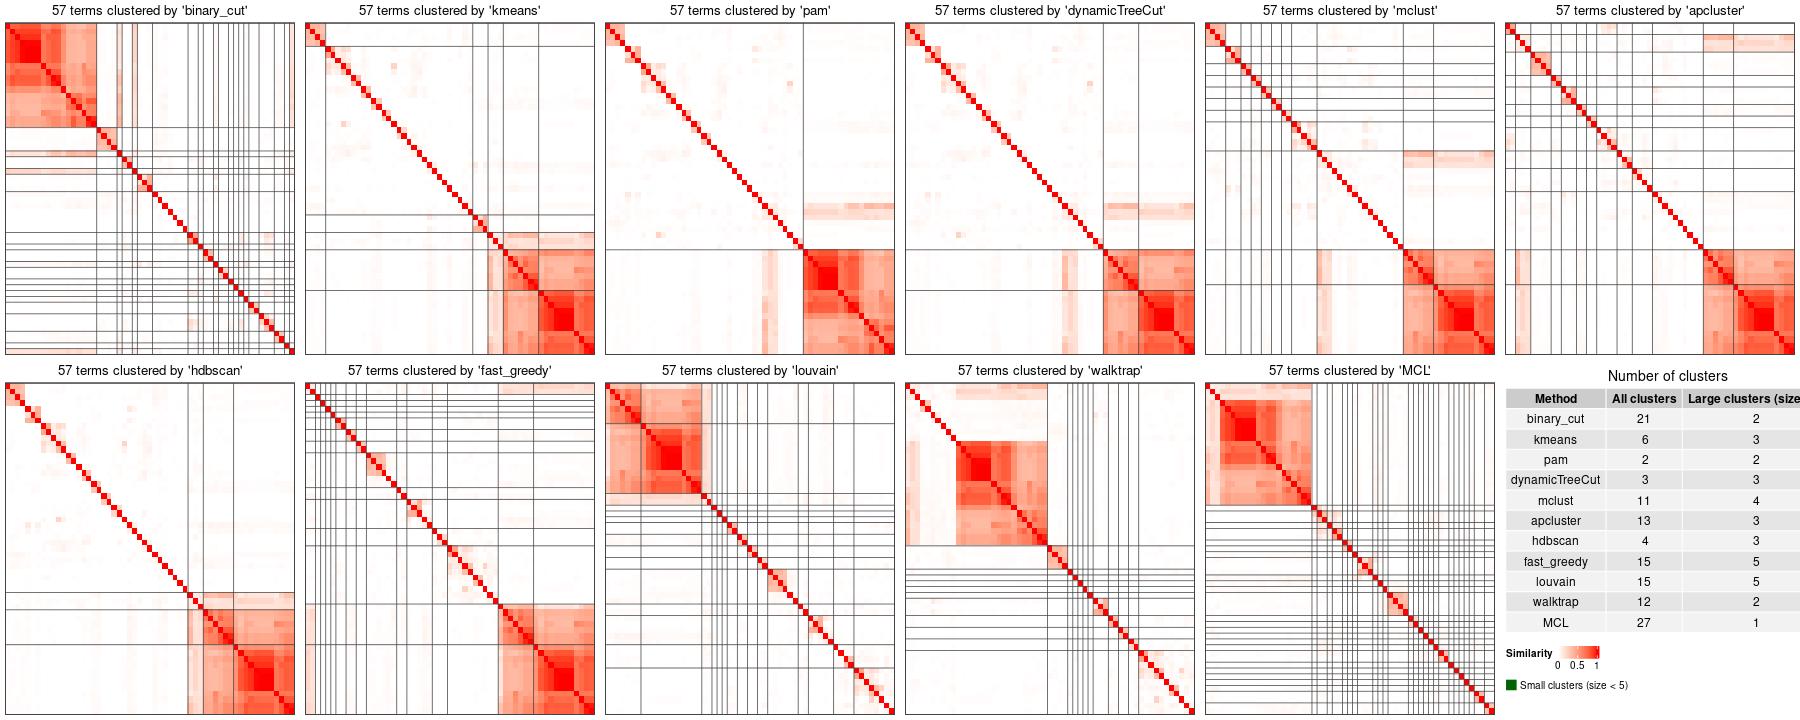 57 terms clustered by 'binary_cut'
57 terms clustered by 'kmeans'
57 terms clustered by 'pam'
57 terms clustered by 'dynamicTreeCut'
57 terms clustered by 'mclust'
57 terms clustered by 'apcluster'
57 terms clustered by 'hdbscan'
57 terms clustered by 'fast_greedy'
57 terms clustered by 'louvain'
57 terms clustered by 'walktrap'
57 terms clustered by 'MCL'
Number of clusters
Method All clusters Large clusters (size
binary_cut 21 2
kmeans 6 3
pam 2 2
dynamicTreeCut 3 3
mclust 11 4
apcluster 13 3
hdbscan 4 3
fast_greedy 15 5
louvain 15 5
walktrap 12 2
MCL 27 1
Similarity
0 0.5 1
Small clusters (size < 5)